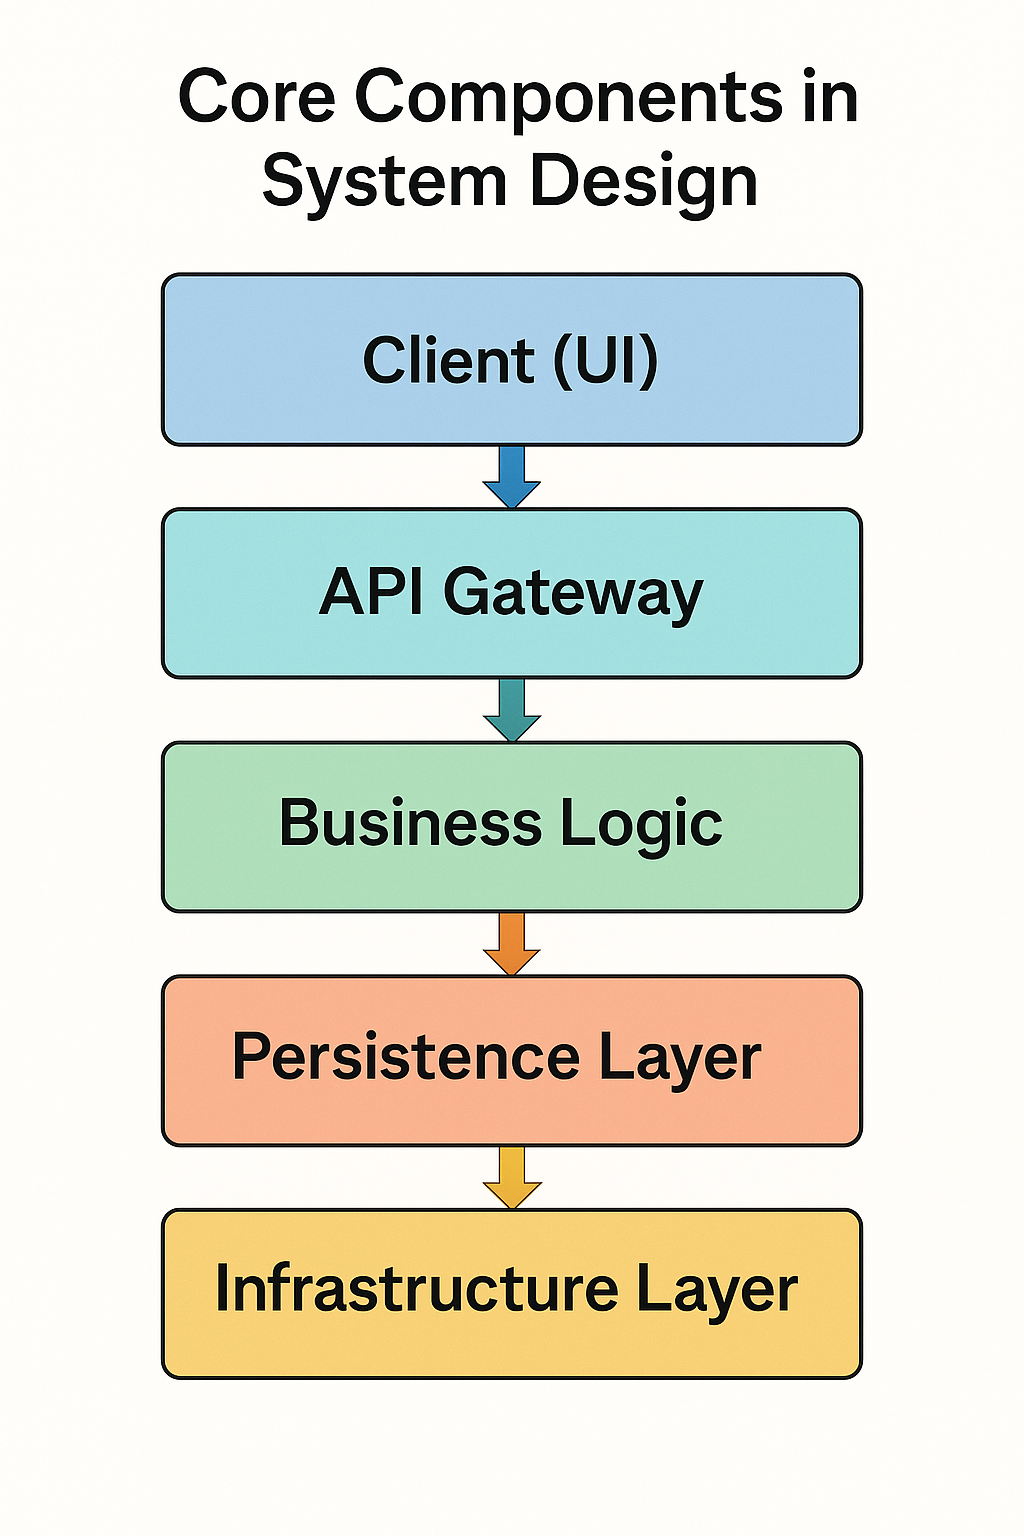 Core Components in
System Design
Client (UI)
API Gateway
Business Logic
Persistence Layer
Infrastructure Layer